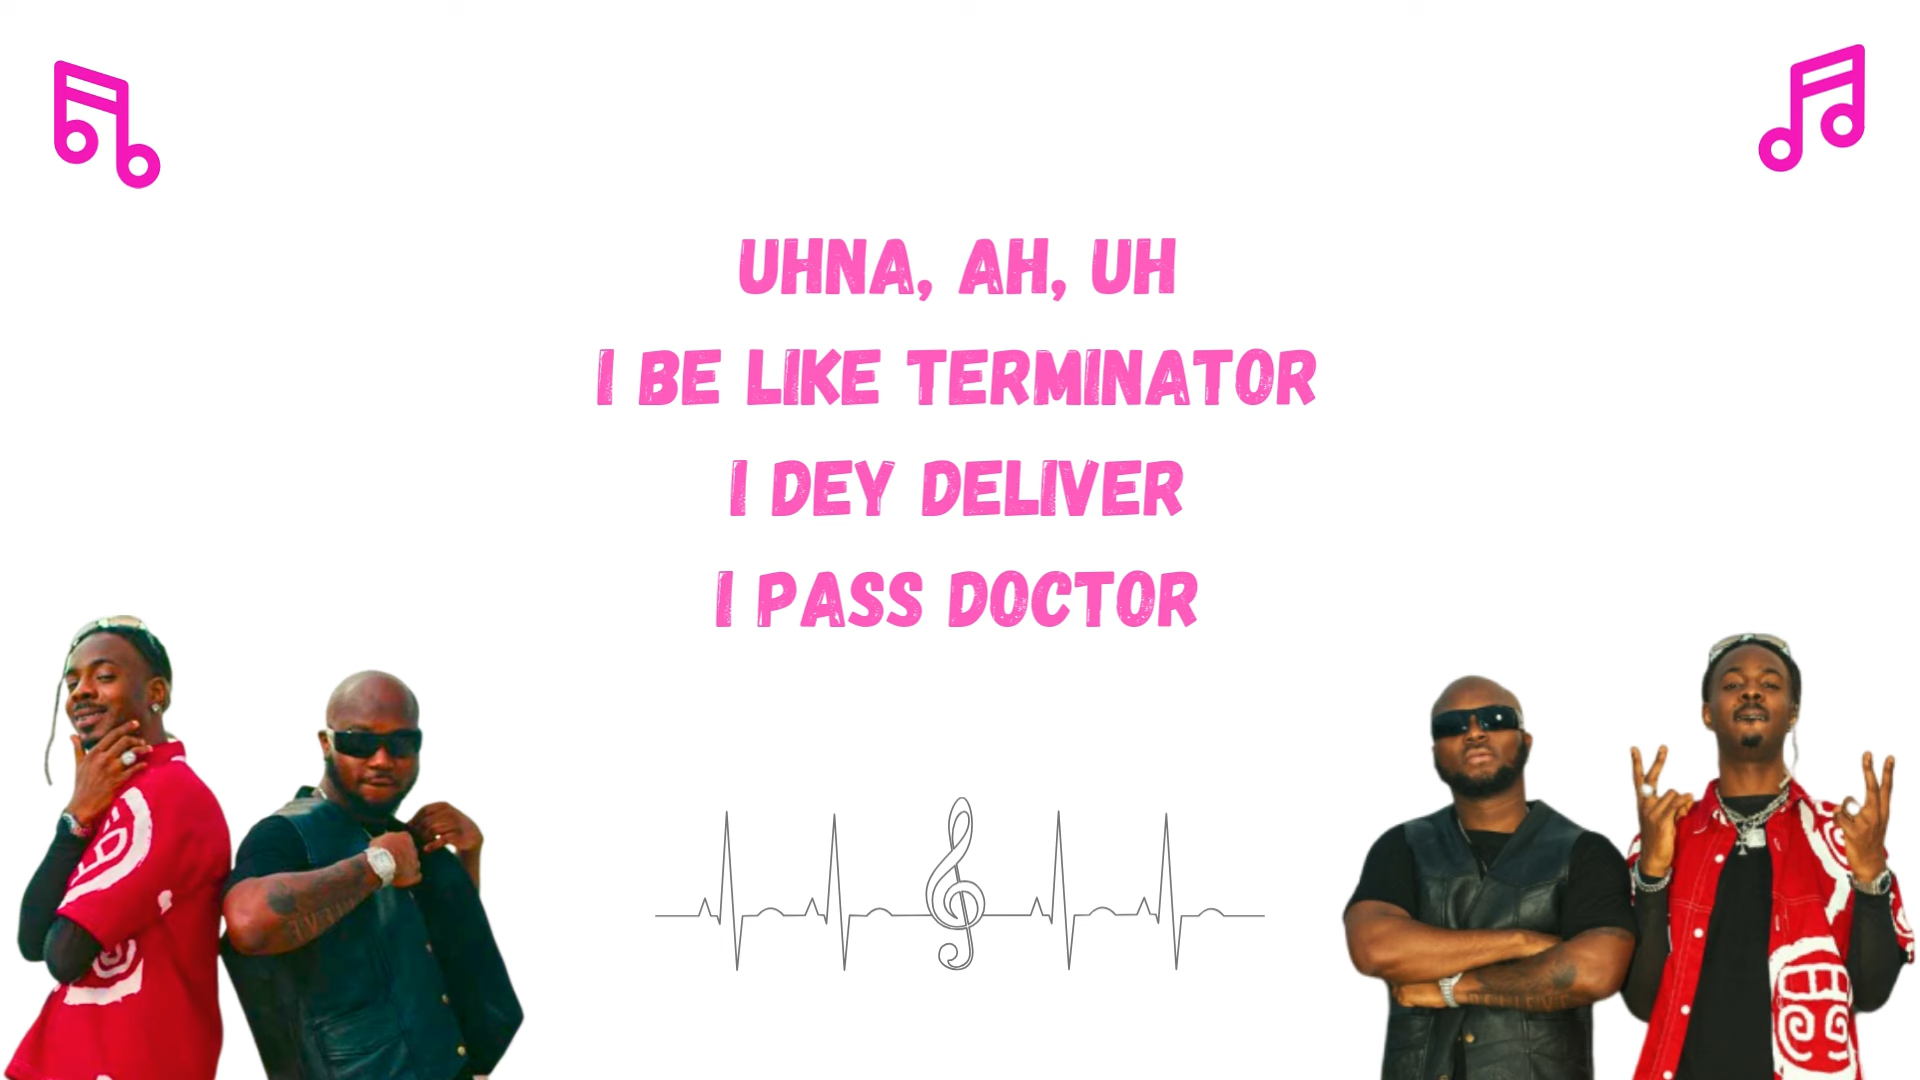 UHNA, AH, UH
I BE LIKE TERMINATOR
I DEY DELIVER
I PASS DOCTOR